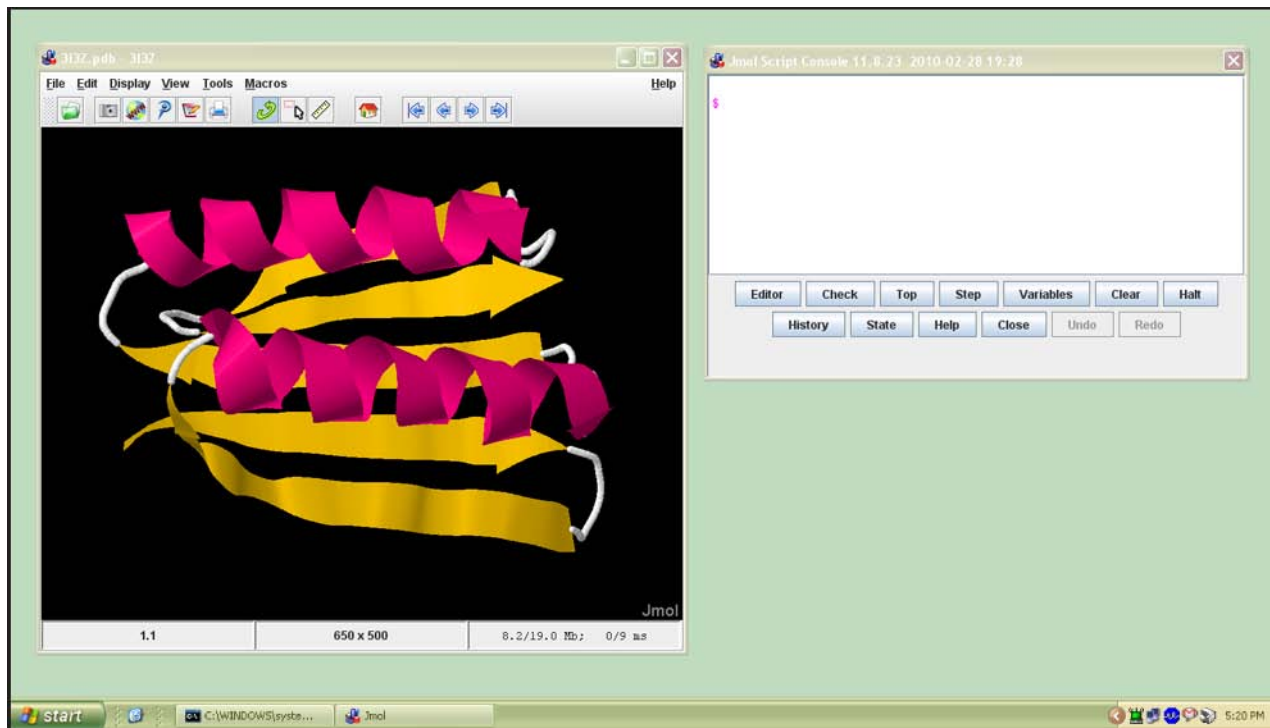 3I3Z.pdb - 3I3Z
File Edit Display View Tools Macros Help
Jmol
1.1 650 x 500 8.2/19.0 Mb; 0/9 ms
Jmol Script Console 11.8.23 2010-02-28 19:28
$
Editor Check Top Step Variables Clear Halt
History State Help Close Undo Redo
start C:\WINDOWS\syste... Jmol 5:20 PM